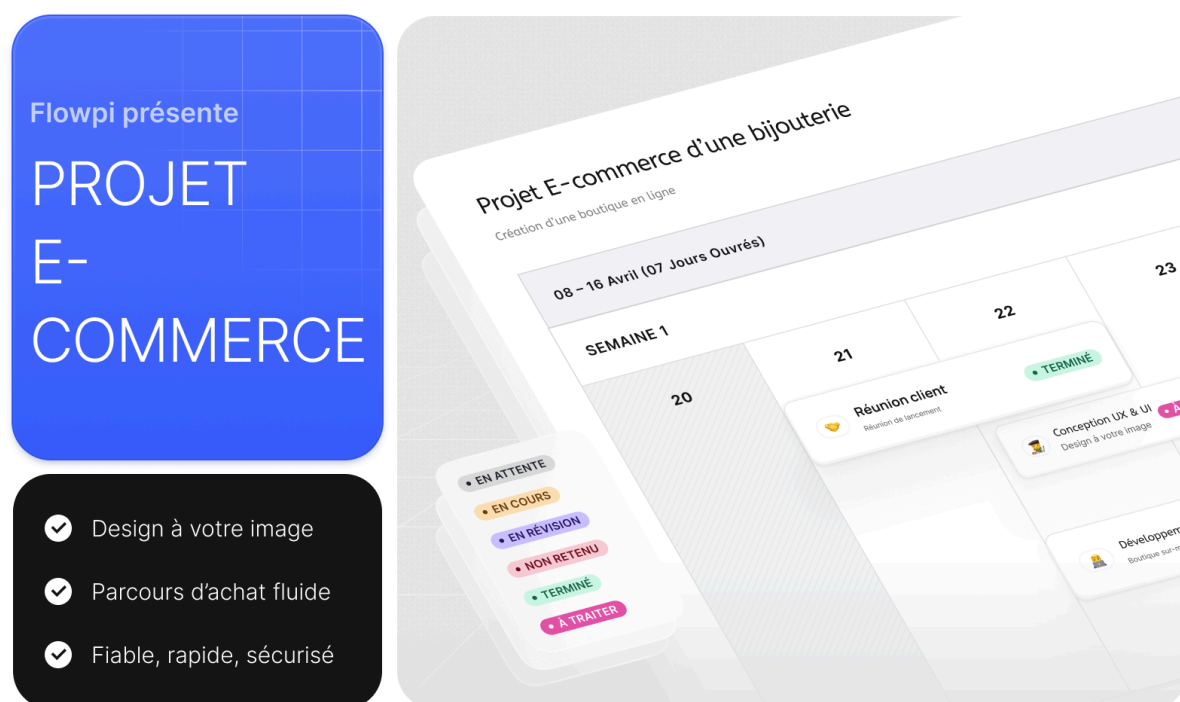 Flowpi présente
PROJET
E-
COMMERCE
Design à votre image
Parcours d’achat fluide
Fiable, rapide, sécurisé
Projet E-commerce d’une bijouterie
Création d’une boutique en ligne
08 – 16 Avril (07 Jours Ouvrés)
SEMAINE 1
20
21
22
23
Réunion client
Réunion de lancement
• TERMINÉ
Conception UX & UI
Design à votre image
Boutique
• EN ATTENTE
• EN COURS
• EN RÉVISION
• NON RETENU
• TERMINÉ
• À TRAITER